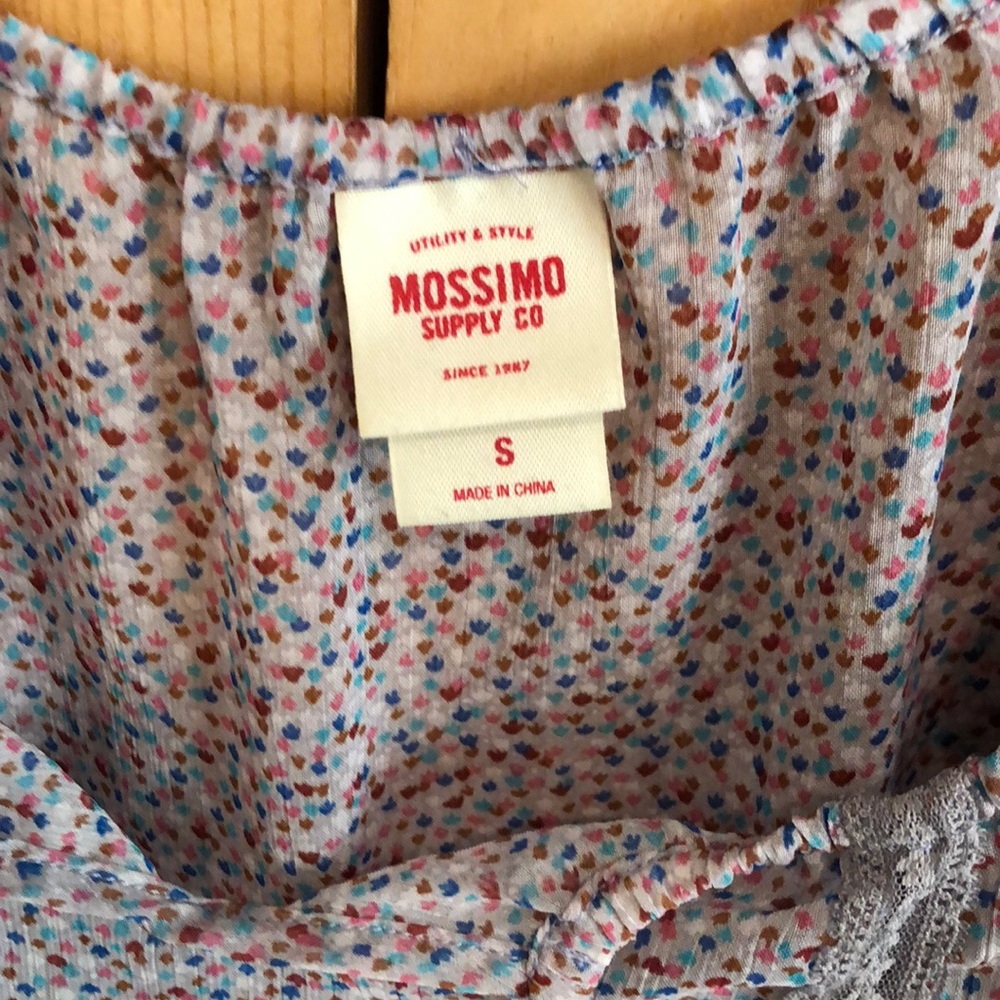 UTILITY & STYLE
MOSSIMO
SUPPLY CO
SINCE 1987
S
MADE IN CHINA